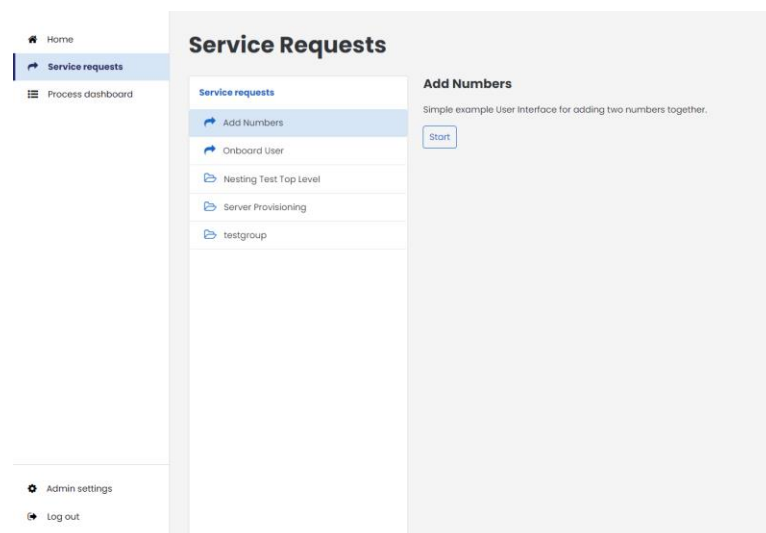 Home
Service requests
Process dashboard
Admin settings
Log out
Service Requests
Service requests
Add Numbers
Onboard User
Nesting Test Top Level
Server Provisioning
testgroup
Add Numbers
Simple example User Interface for adding two numbers together.
Start